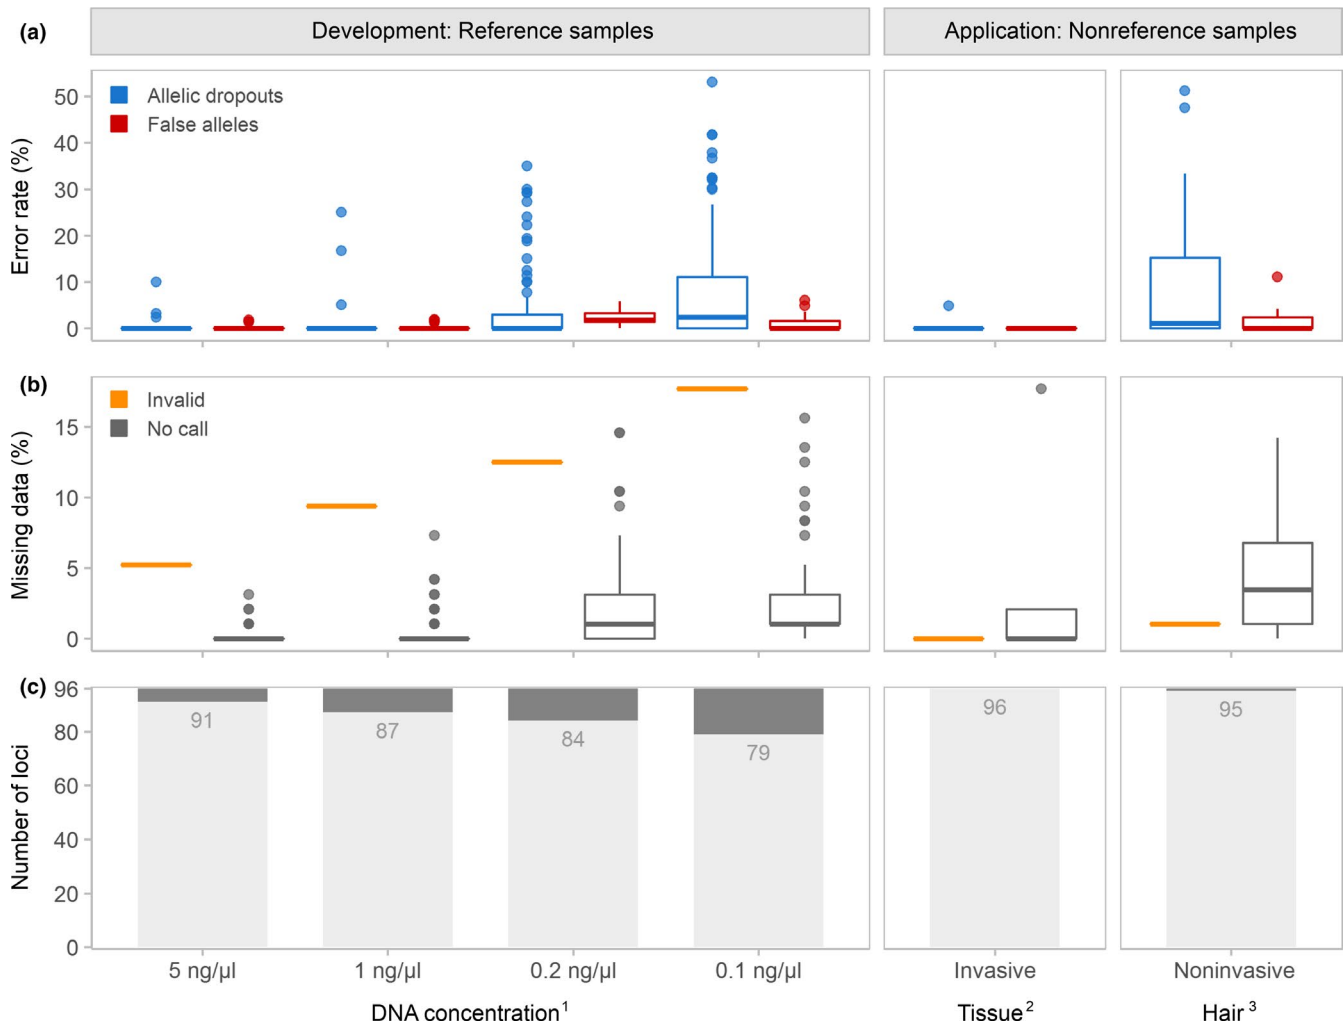 (a)
Development: Reference samples
Application: Nonreference samples
Error rate (%)
50
40
30
20
10
0
Allelic dropouts
False alleles
(b)
Missing data (%)
15
10
5
0
Invalid
No call
(c)
Number of loci
96
80
60
40
20
0
91
87
84
79
96
95
5 ng/µl
1 ng/µl
0.2 ng/µl
0.1 ng/µl
Invasive
Noninvasive
DNA concentration¹
Tissue²
Hair³